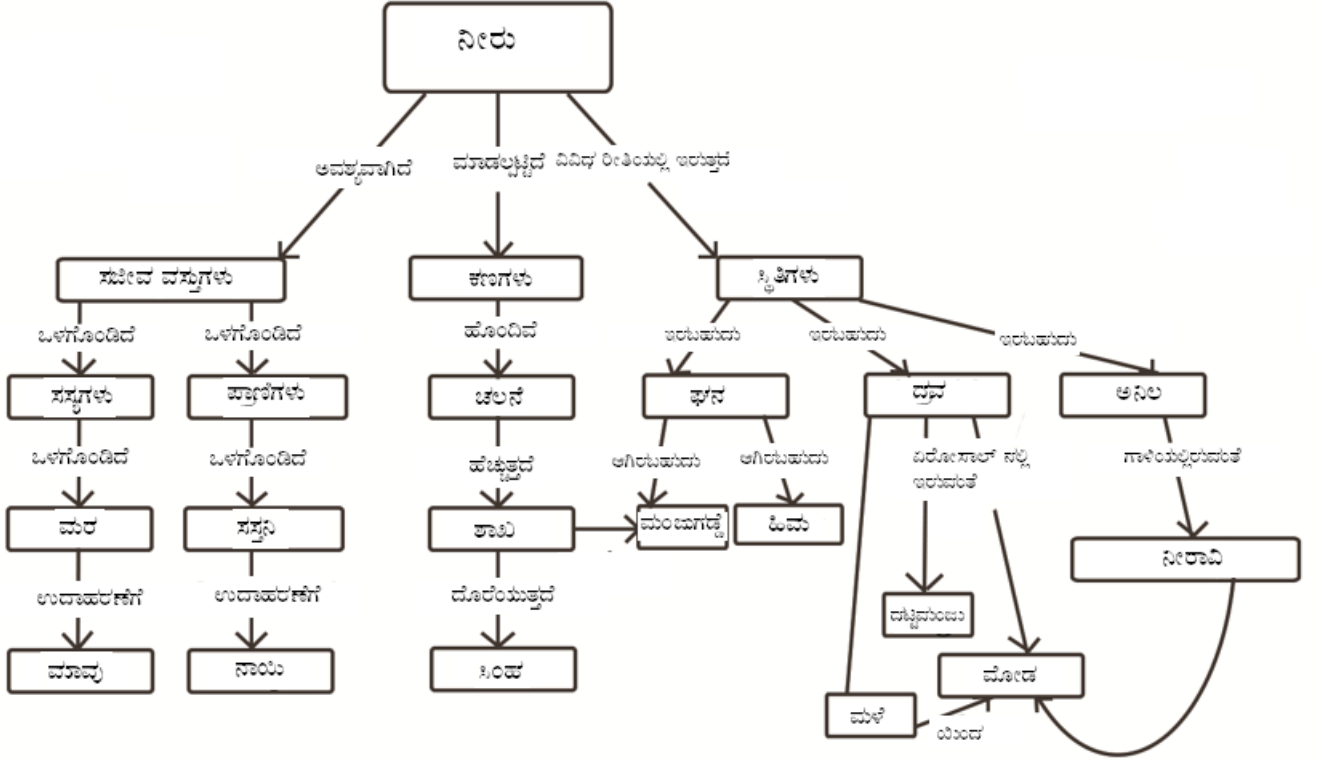 ನೀರು
ಅವಶ್ಯವಾಗಿದೆ ಮಾಡಲ್ಪಟ್ಟಿದೆ ವಿವಿಧ ರೀತಿಯಲ್ಲಿ ಇರುತ್ತದೆ
ಸಜೀವ ವಸ್ತುಗಳು ಕಣಗಳು ಸ್ಥಿತಿಗಳು
ಒಳಗೊಂಡಿದೆ ಒಳಗೊಂಡಿದೆ ಹೊಂದಿವೆ ಇರಬಹುದು ಇರಬಹುದು ಇರಬಹುದು
ಸಸ್ಯಗಳು ಪ್ರಾಣಿಗಳು ಚಲನೆ ಘನ ದ್ರವ ಅನಿಲ
ಒಳಗೊಂಡಿದೆ ಒಳಗೊಂಡಿದೆ ಹೆಚ್ಚುತ್ತದೆ ಆಗಿರಬಹುದು ಆಗಿರಬಹುದು ಏರೋಸಾಲ್ ನಲ್ಲಿ ಗಾಳಿಯಲ್ಲಿರುವಂತೆ
ಇರುವಂತೆ
ಮರ ಸಸ್ತನಿ ಶಾಖ ಮಂಜುಗಡ್ಡೆ ಹಿಮ
ನೀರಾವಿ
ಉದಾಹರಣೆಗೆ ಉದಾಹರಣೆಗೆ ದೊರೆಯುತ್ತದೆ
ದಟ್ಟಮಂಜು
ಮಾವು ನಾಯಿ ಸಿಂಹ ಮೋಡ
ಮಳೆ
ಯಿಂದ